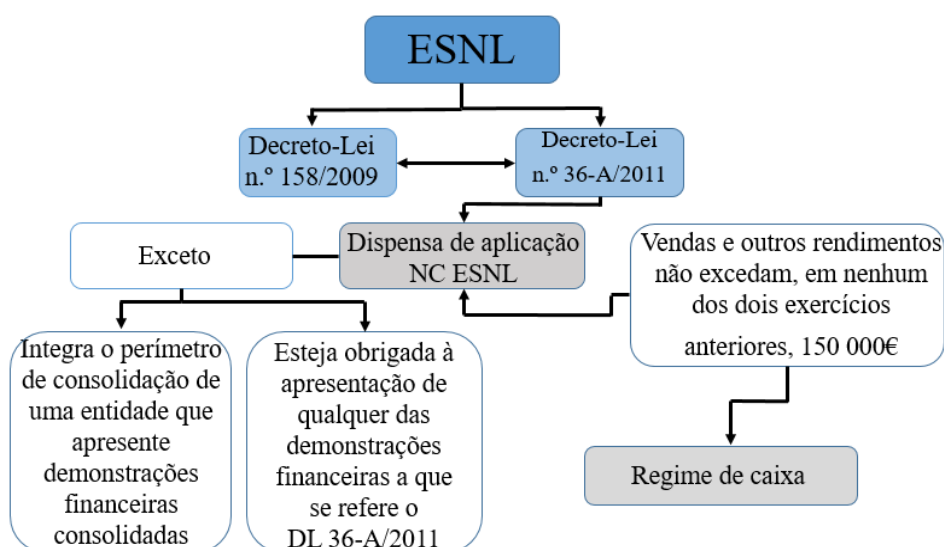 ESNL
Decreto-Lei
n.º 158/2009
Decreto-Lei
n.º 36-A/2011
Exceto
Dispensa de aplicação
NC ESNL
Vendas e outros rendimentos
não excedam, em nenhum
dos dois exercícios
anteriores, 150 000€
Integra o perímetro
de consolidação de
uma entidade que
apresente
demonstrações
financeiras
consolidadas
Esteja obrigada à
apresentação de
qualquer das
demonstrações
financeiras a que
se refere o
DL 36-A/2011
Regime de caixa